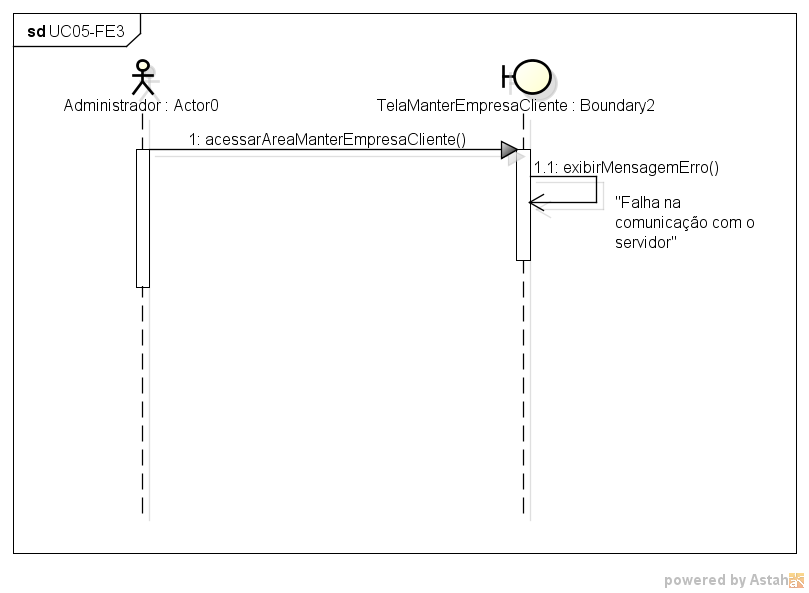 sd UC05-FE3
Administrador : Actor0
TelaManterEmpresaCliente : Boundary2
1: acessarAreaManterEmpresaCliente()
1.1: exibirMensagemErro()
"Falha na
comunicação com o
servidor"
powered by Astah